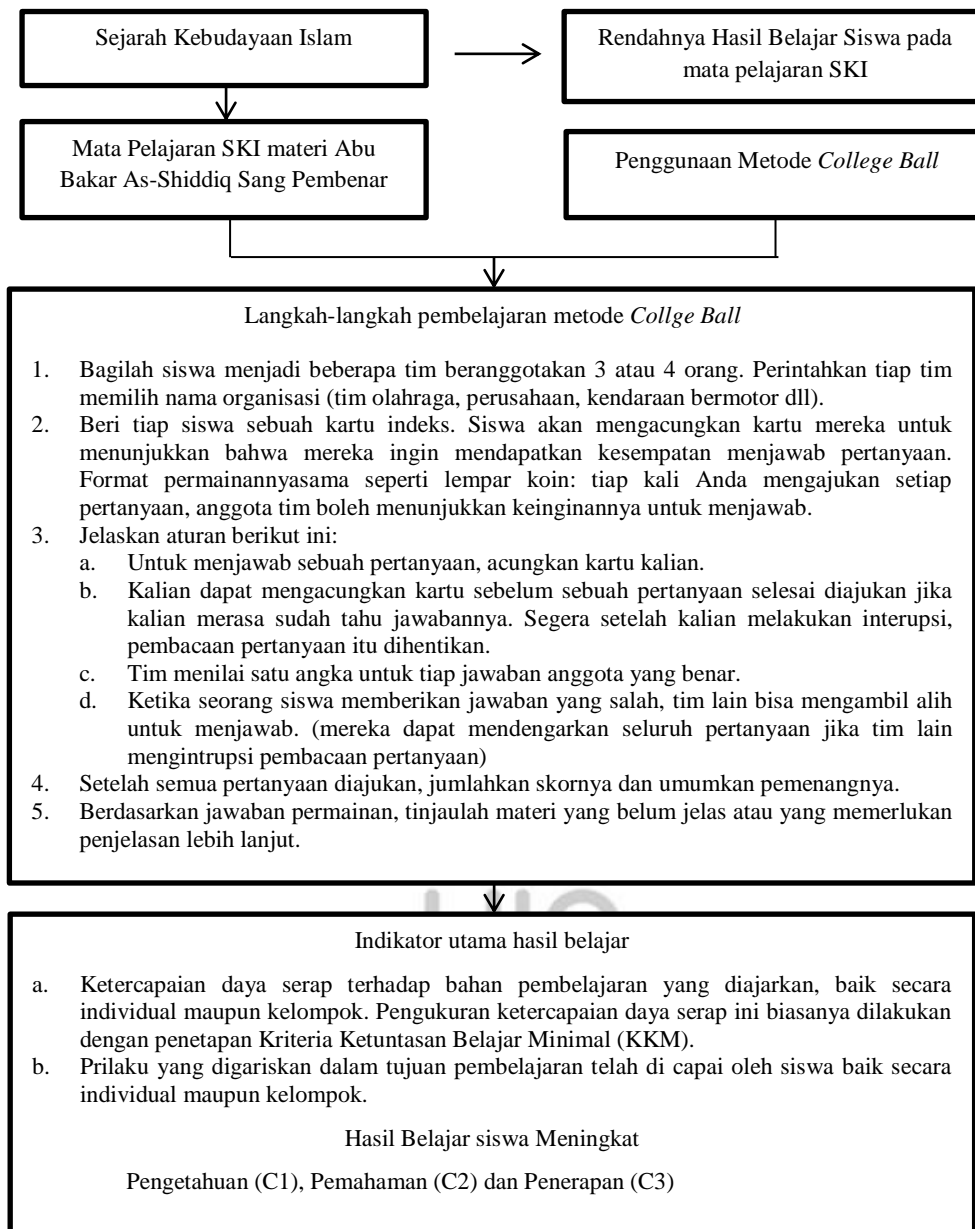 Sejarah Kebudayaan Islam
Rendahnya Hasil Belajar Siswa pada
mata pelajaran SKI
Mata Pelajaran SKI materi Abu
Bakar As-Shiddiq Sang Pembenar
Penggunaan Metode College Ball
Langkah-langkah pembelajaran metode Collge Ball
1. Bagilah siswa menjadi beberapa tim beranggotakan 3 atau 4 orang. Perintahkan tiap tim
memilih nama organisasi (tim olahraga, perusahaan, kendaraan bermotor dll).
2. Beri tiap siswa sebuah kartu indeks. Siswa akan mengacungkan kartu mereka untuk
menunjukkan bahwa mereka ingin mendapatkan kesempatan menjawab pertanyaan.
Format permainannyasama seperti lempar koin: tiap kali Anda mengajukan setiap
pertanyaan, anggota tim boleh menunjukkan keinginannya untuk menjawab.
3. Jelaskan aturan berikut ini:
a. Untuk menjawab sebuah pertanyaan, acungkan kartu kalian.
b. Kalian dapat mengacungkan kartu sebelum sebuah pertanyaan selesai diajukan jika
kalian merasa sudah tahu jawabannya. Segera setelah kalian melakukan interupsi,
pembacaan pertanyaan itu dihentikan.
c. Tim menilai satu angka untuk tiap jawaban anggota yang benar.
d. Ketika seorang siswa memberikan jawaban yang salah, tim lain bisa mengambil alih
untuk menjawab. (mereka dapat mendengarkan seluruh pertanyaan jika tim lain
mengintrupsi pembacaan pertanyaan)
4. Setelah semua pertanyaan diajukan, jumlahkan skornya dan umumkan pemenangnya.
5. Berdasarkan jawaban permainan, tinjaulah materi yang belum jelas atau yang memerlukan
penjelasan lebih lanjut.
Indikator utama hasil belajar
a. Ketercapaian daya serap terhadap bahan pembelajaran yang diajarkan, baik secara
individual maupun kelompok. Pengukuran ketercapaian daya serap ini biasanya dilakukan
dengan penetapan Kriteria Ketuntasan Belajar Minimal (KKM).
b. Prilaku yang digariskan dalam tujuan pembelajaran telah di capai oleh siswa baik secara
individual maupun kelompok.
Hasil Belajar siswa Meningkat
Pengetahuan (C1), Pemahaman (C2) dan Penerapan (C3)